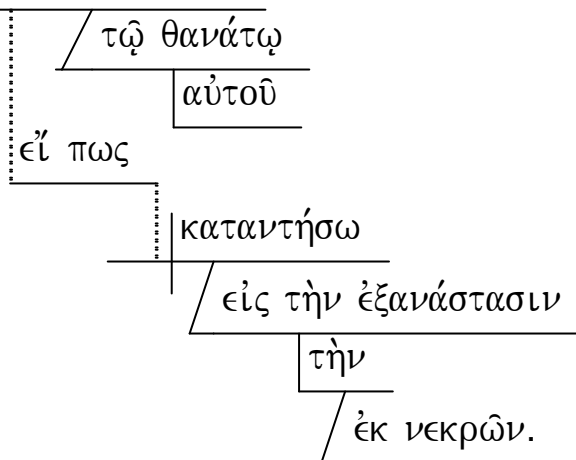 τῷ θανάτῳ
αὐτοῦ
εἴ πως
καταντήσω
εἰς τὴν ἐξανάστασιν
τὴν
ἐκ νεκρῶν.